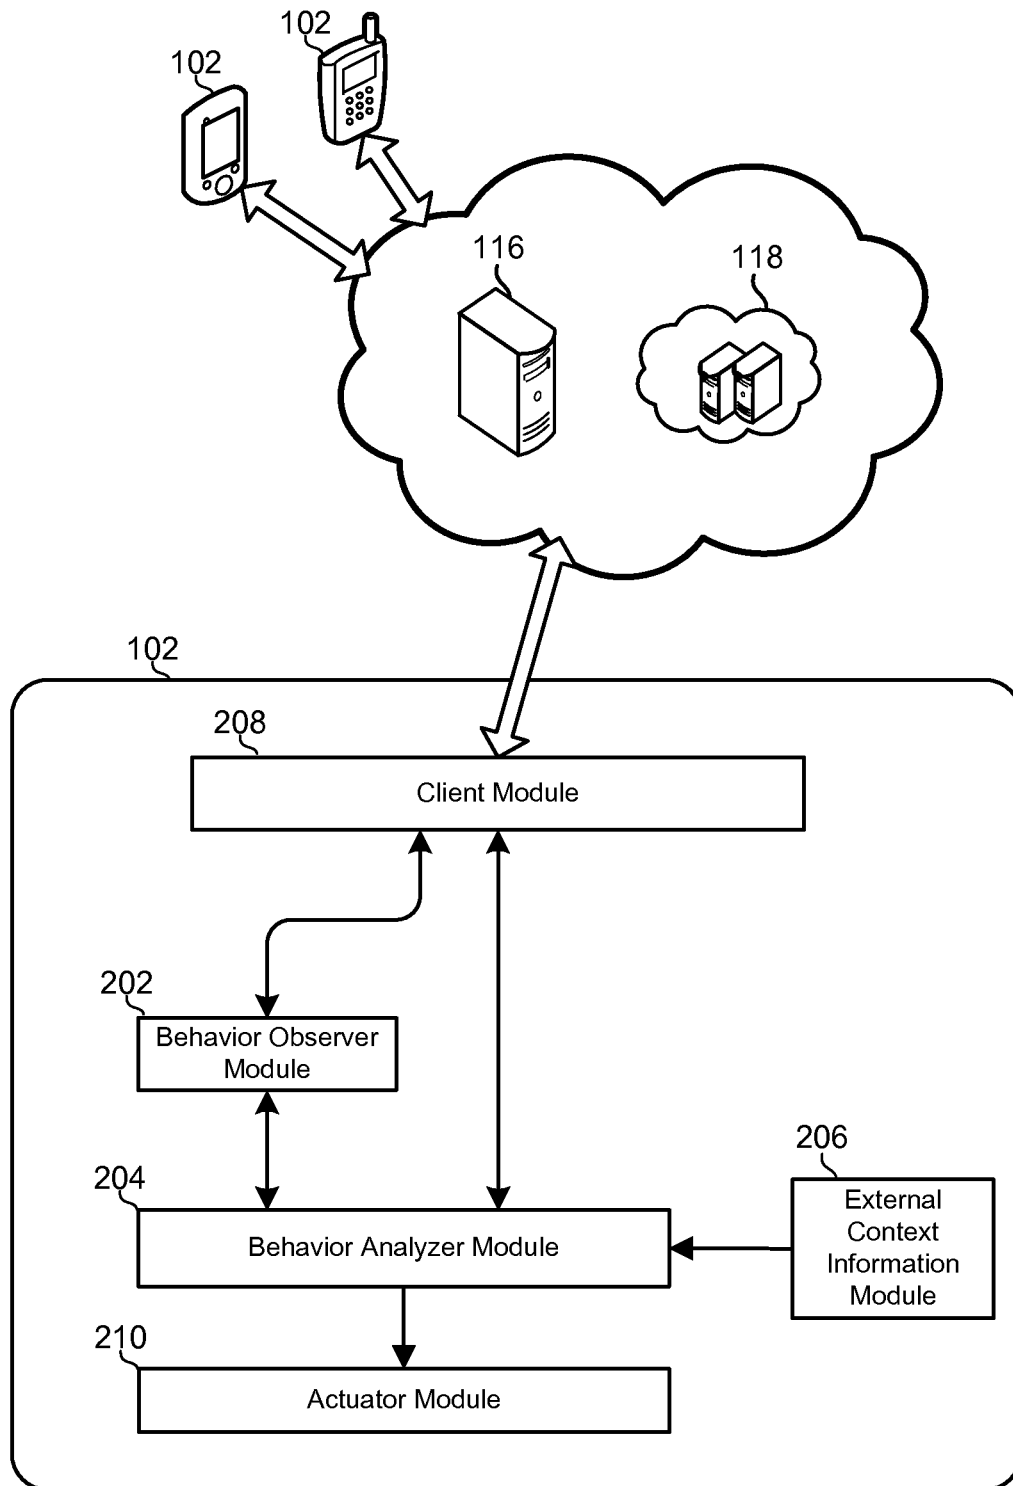 102
102
116
118
102
208
Client Module
202
Behavior Observer
Module
206
204
External
Context
Information
Module
Behavior Analyzer Module
210
Actuator Module